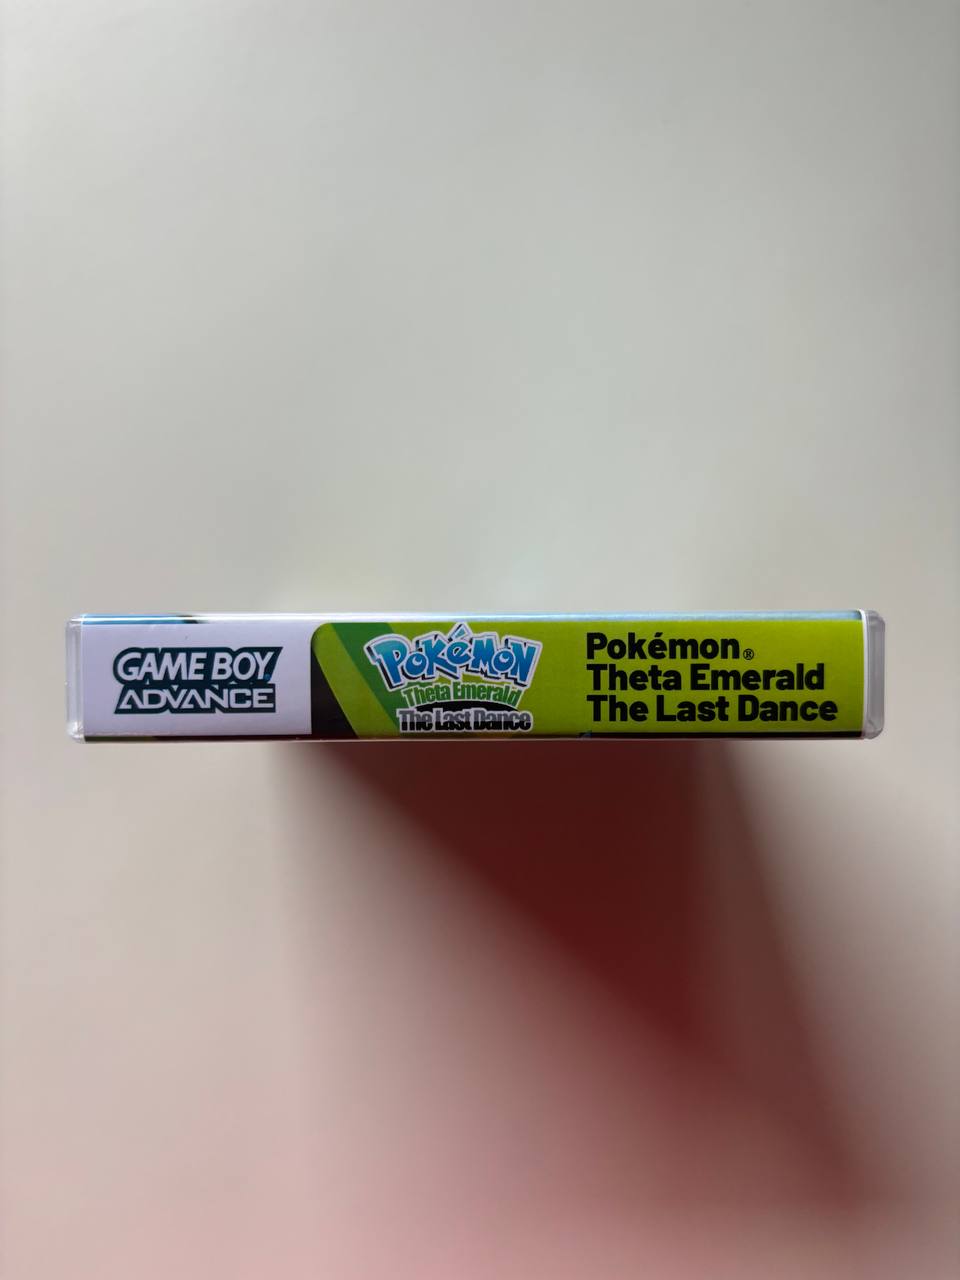 GAME BOY
ADVANCE
POKéMON
Theta Emerald
The Last Dance
Pokémon®
Theta Emerald
The Last Dance